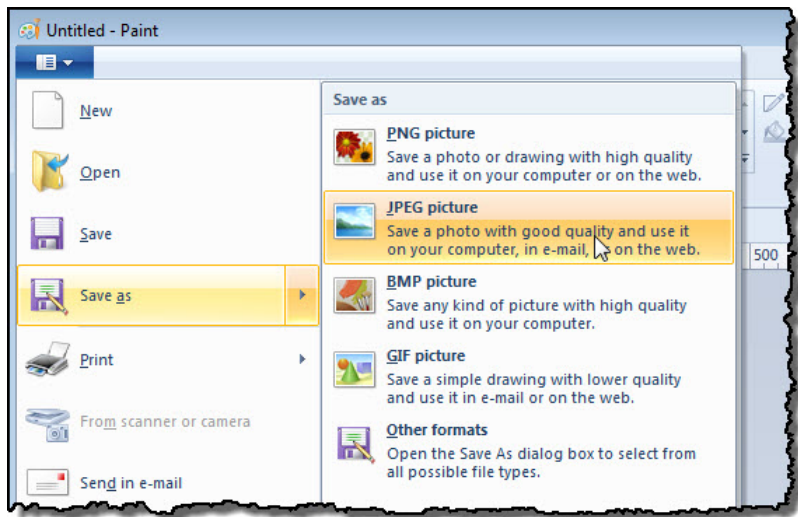 Untitled - Paint
New
Open
Save
Save as
Print
From scanner or camera
Send in e-mail
Save as
PNG picture
Save a photo or drawing with high quality
and use it on your computer or on the web.
JPEG picture
Save a photo with good quality and use it
on your computer, in e-mail, on the web.
BMP picture
Save any kind of picture with high quality
and use it on your computer.
GIF picture
Save a simple drawing with lower quality
and use it in e-mail or on the web.
Other formats
Open the Save As dialog box to select from
all possible file types.
500